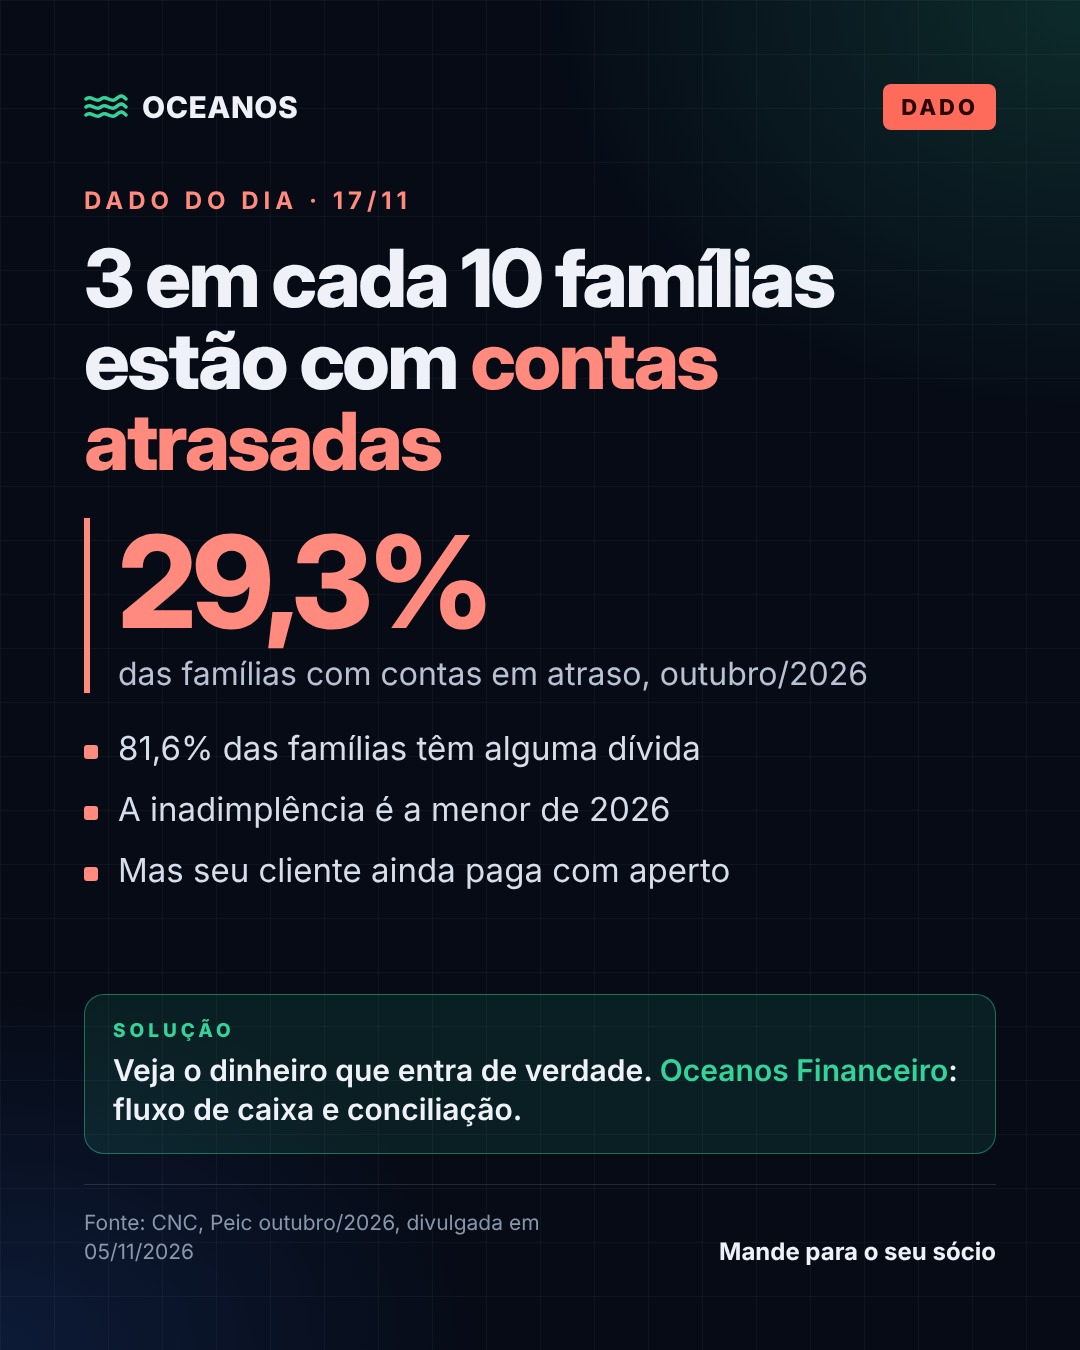 OCEANOS
DADO
DADO DO DIA · 17/11
3 em cada 10 famílias
estão com contas
atrasadas
29,3%
das famílias com contas em atraso, outubro/2026
81,6% das famílias têm alguma dívida
A inadimplência é a menor de 2026
Mas seu cliente ainda paga com aperto
SOLUÇÃO
Veja o dinheiro que entra de verdade. Oceanos Financeiro:
fluxo de caixa e conciliação.
Fonte: CNC, Peic outubro/2026, divulgada em
05/11/2026
Mande para o seu sócio